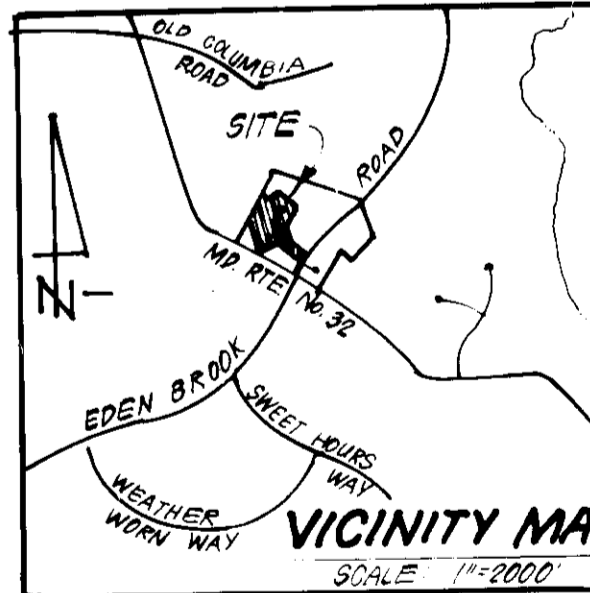 OLD COLUMBIA
ROAD
SITE
ROAD
MD. RTE. No. 32
N
EDEN BROOK
SWEET HOURS
WAY
WEATHER
WORN WAY
VICINITY MA
SCALE: 1"=2000'